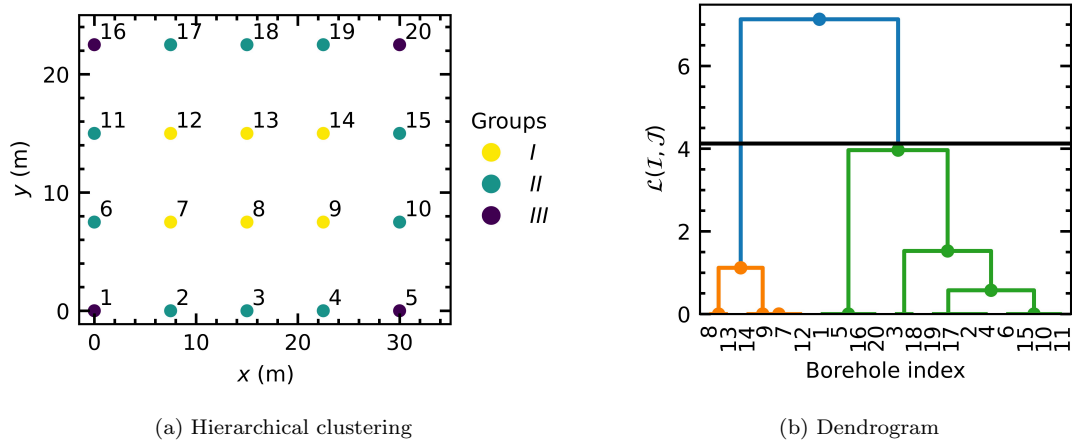 16 17 18 19 20
20
11 12 13 14 15
10
6 7 8 9 10
1 2 3 4 5
0
0 10 20 30
y (m)
x (m)
Groups
I
II
III
6
4
2
0
ℒ(ℐ, 𝒥)
8 13 14 9 7 12 1 5 16 20 3 18 19 17 2 4 6 15 10 11
Borehole index
(a) Hierarchical clustering
(b) Dendrogram